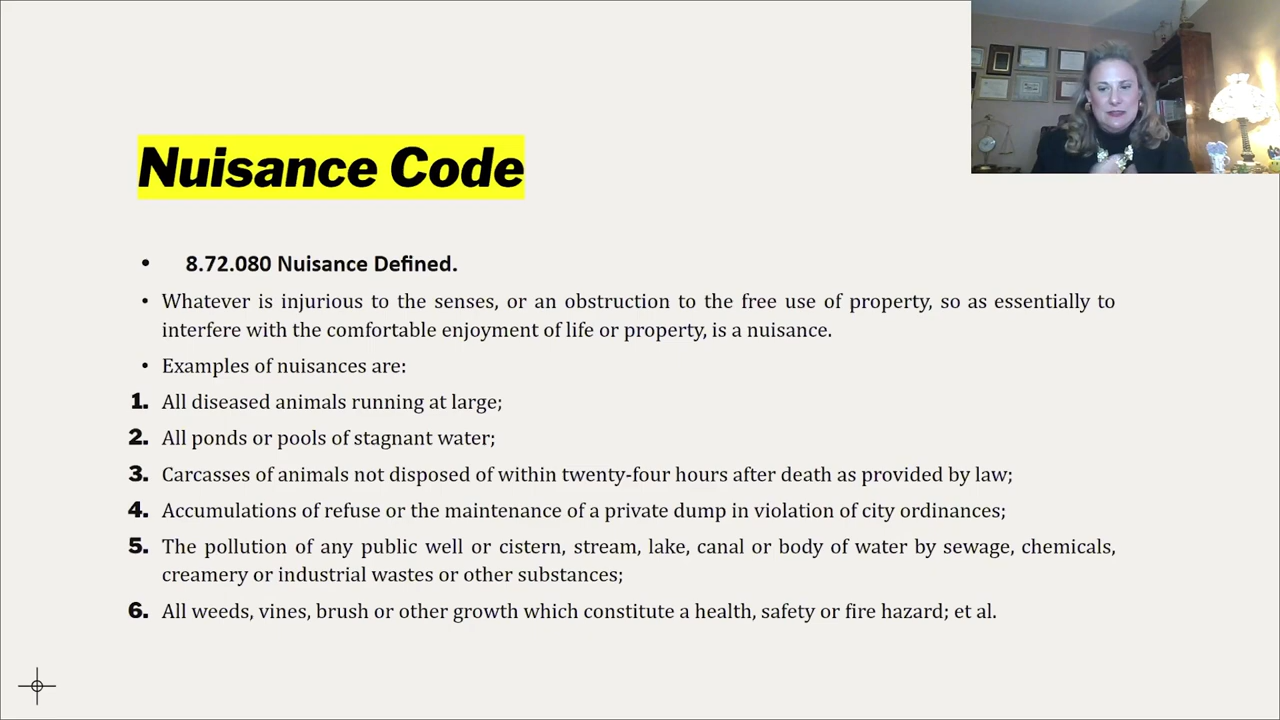 Nuisance Code
• 8.72.080 Nuisance Defined.
• Whatever is injurious to the senses, or an obstruction to the free use of property, so as essentially to
interfere with the comfortable enjoyment of life or property, is a nuisance.
• Examples of nuisances are:
1. All diseased animals running at large;
2. All ponds or pools of stagnant water;
3. Carcasses of animals not disposed of within twenty-four hours after death as provided by law;
4. Accumulations of refuse or the maintenance of a private dump in violation of city ordinances;
5. The pollution of any public well or cistern, stream, lake, canal or body of water by sewage, chemicals,
creamery or industrial wastes or other substances;
6. All weeds, vines, brush or other growth which constitute a health, safety or fire hazard; et al.